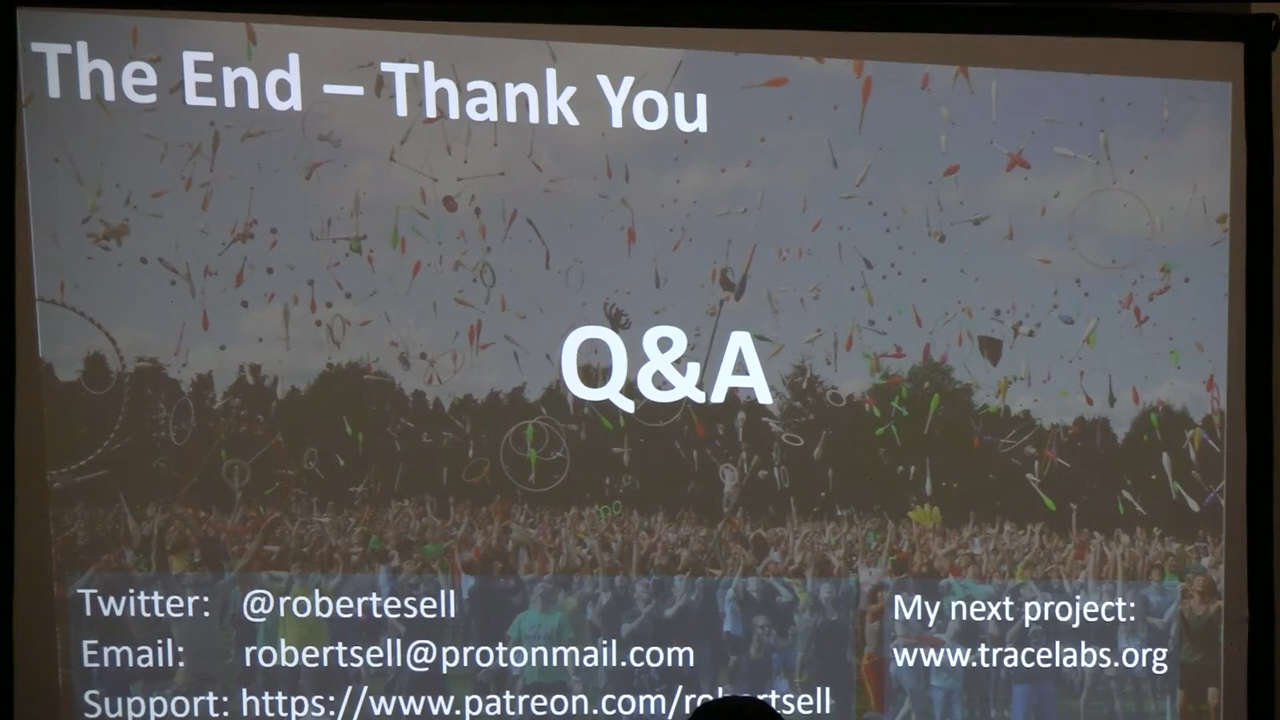 The End – Thank You
Q&A
Twitter: @robertesell
Email: robertsell@protonmail.com
Support: https://www.patreon.com/robertsell
My next project:
www.tracelabs.org